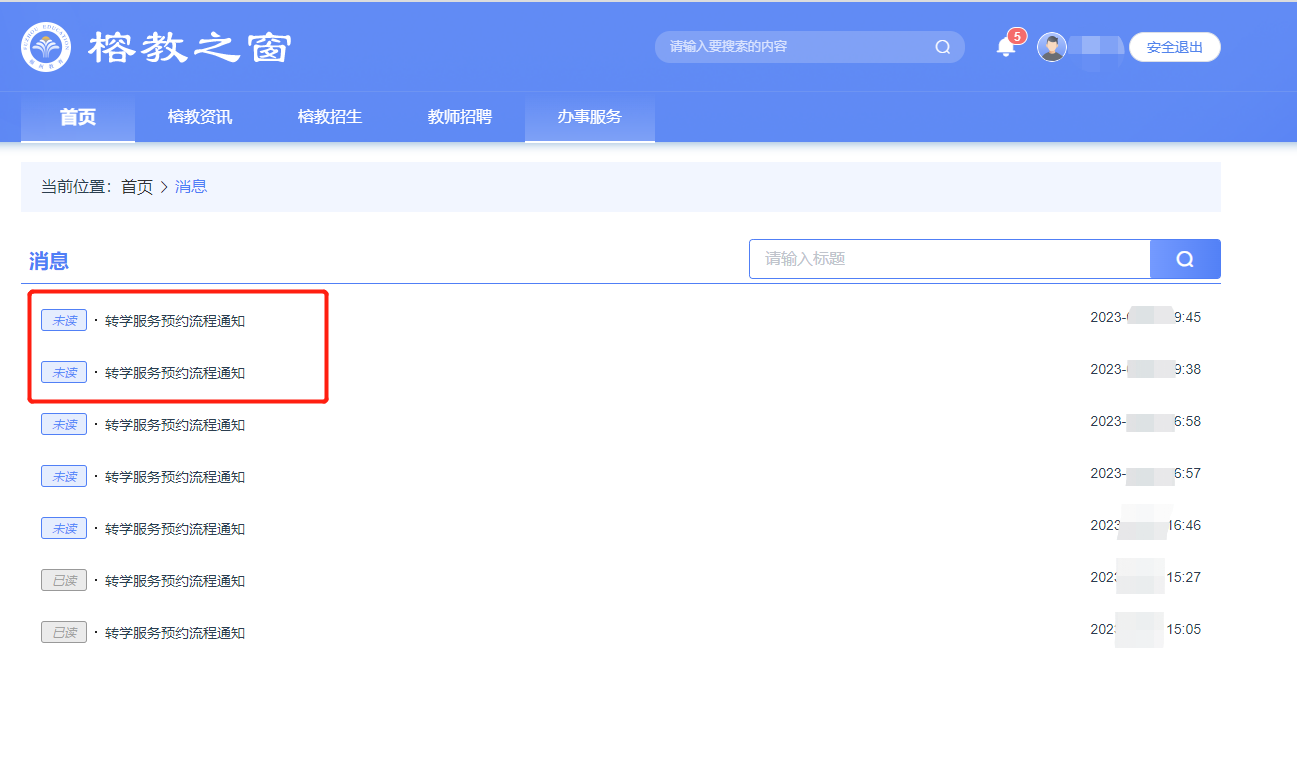 榕教之窗
请输入要搜索的内容
5
安全退出
首页
榕教资讯
榕教招生
教师招聘
办事服务
当前位置：首页 > 消息
消息
请输入标题
未读 · 转学服务预约流程通知 2023- 9:45
未读 · 转学服务预约流程通知 2023- 9:38
未读 · 转学服务预约流程通知 2023- 6:58
未读 · 转学服务预约流程通知 2023- 6:57
未读 · 转学服务预约流程通知 2023 16:46
已读 · 转学服务预约流程通知 202 15:27
已读 · 转学服务预约流程通知 202 15:05